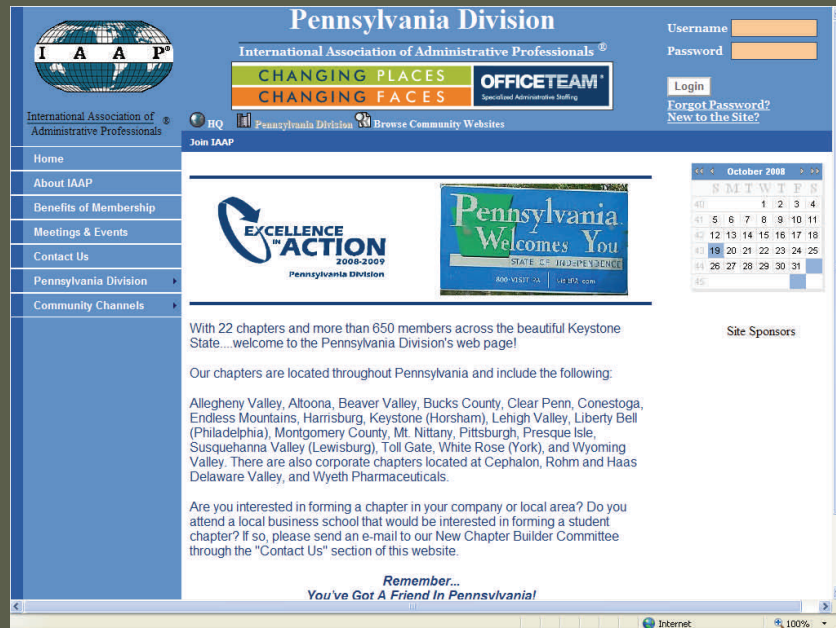 Pennsylvania Division
International Association of Administrative Professionals ®
I A A P®
International Association of ®
Administrative Professionals
CHANGING PLACES
CHANGING FACES
OFFICETEAM®
Specialized Administrative Staffing
Username
Password
Login
Forgot Password?
New to the Site?
HQ Pennsylvania Division Browse Community Websites
Join IAAP
Home
About IAAP
Benefits of Membership
Meetings & Events
Contact Us
Pennsylvania Division
Community Channels
EXCELLENCE
IN ACTION
2008-2009
Pennsylvania Division
Pennsylvania
Welcomes You
STATE OF INDEPENDENCE
800-VISIT PA visitPA.com
<< < October 2008 > >>
S M T W T F S
40 1 2 3 4
41 5 6 7 8 9 10 11
42 12 13 14 15 16 17 18
43 19 20 21 22 23 24 25
44 26 27 28 29 30 31
45
Site Sponsors
With 22 chapters and more than 650 members across the beautiful Keystone
State....welcome to the Pennsylvania Division's web page!
Our chapters are located throughout Pennsylvania and include the following:
Allegheny Valley, Altoona, Beaver Valley, Bucks County, Clear Penn, Conestoga,
Endless Mountains, Harrisburg, Keystone (Horsham), Lehigh Valley, Liberty Bell
(Philadelphia), Montgomery County, Mt. Nittany, Pittsburgh, Presque Isle,
Susquehanna Valley (Lewisburg), Toll Gate, White Rose (York), and Wyoming
Valley. There are also corporate chapters located at Cephalon, Rohm and Haas
Delaware Valley, and Wyeth Pharmaceuticals.
Are you interested in forming a chapter in your company or local area? Do you
attend a local business school that would be interested in forming a student
chapter? If so, please send an e-mail to our New Chapter Builder Committee
through the "Contact Us" section of this website.
Remember...
You've Got A Friend In Pennsylvania!
Internet 100%